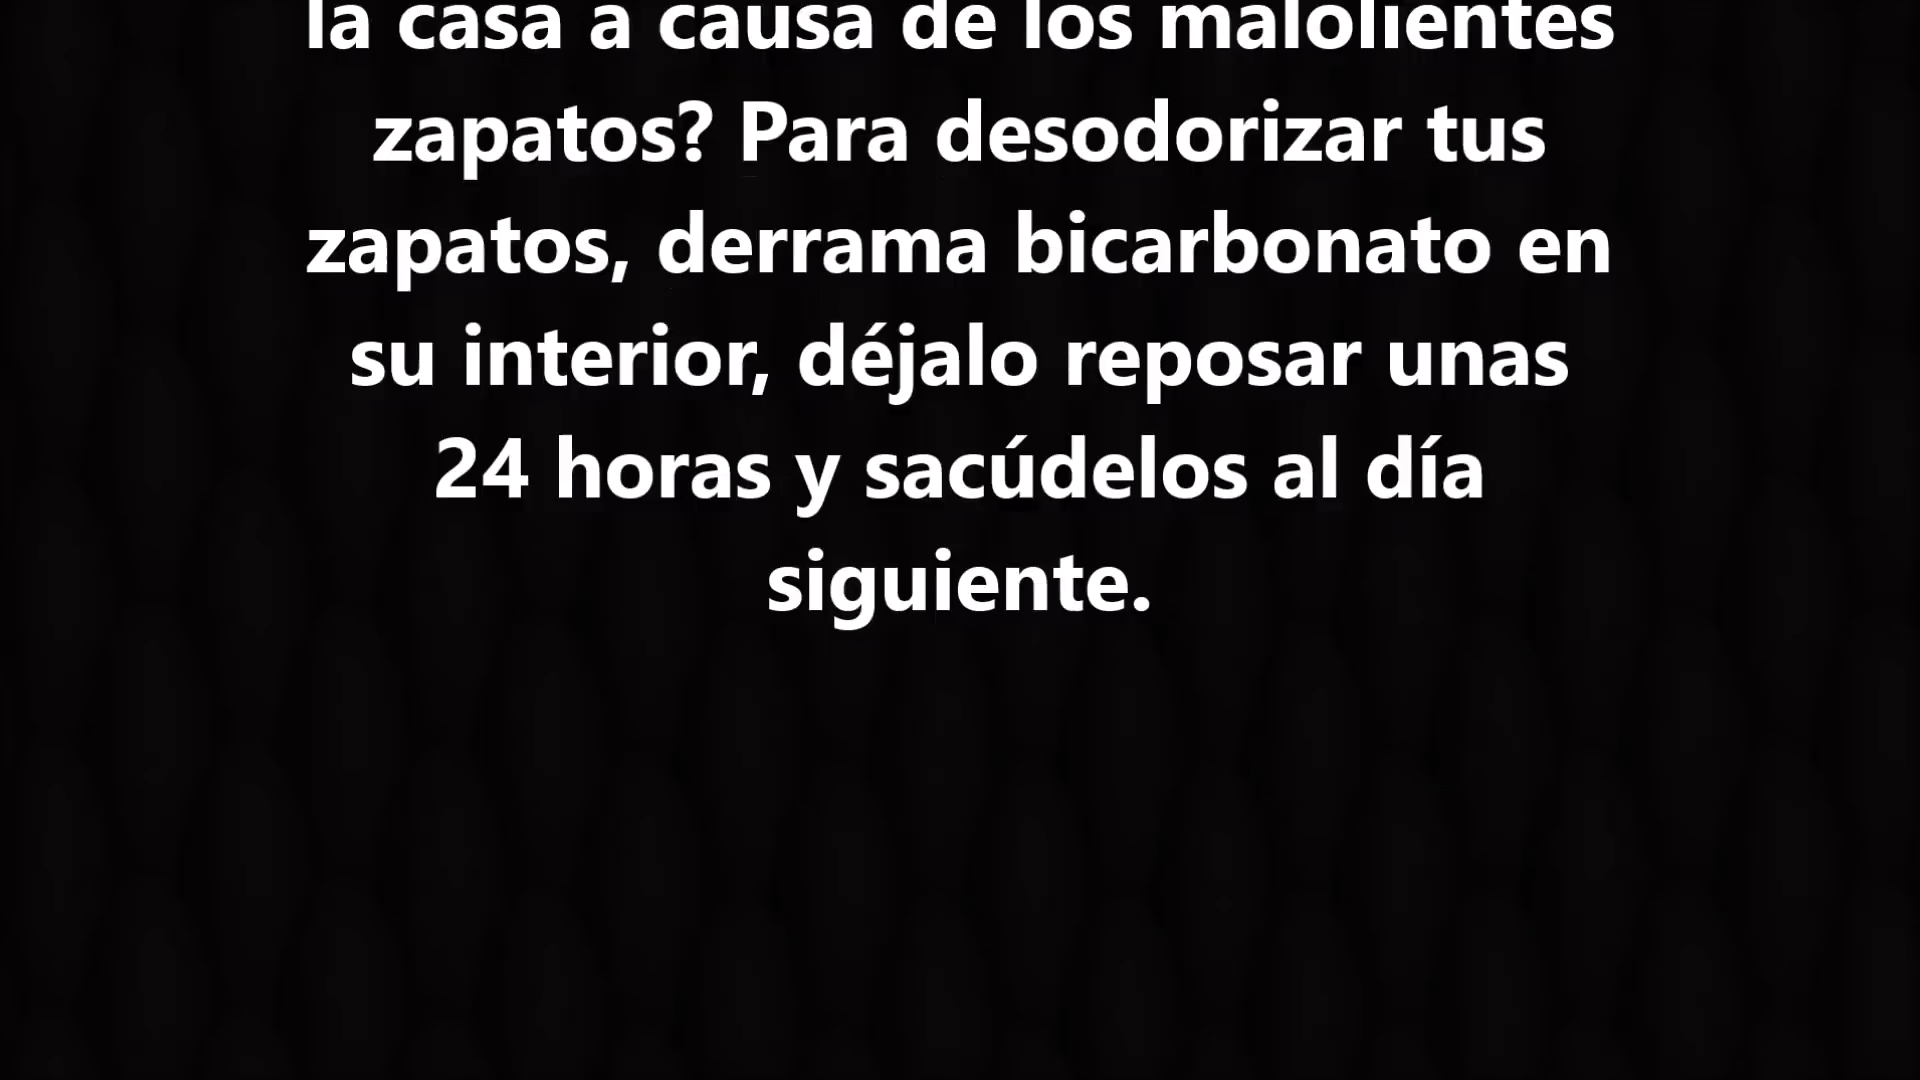 la casa a causa de los malolientes
zapatos? Para desodorizar tus
zapatos, derrama bicarbonato en
su interior, déjalo reposar unas
24 horas y sacúdelos al día
siguiente.